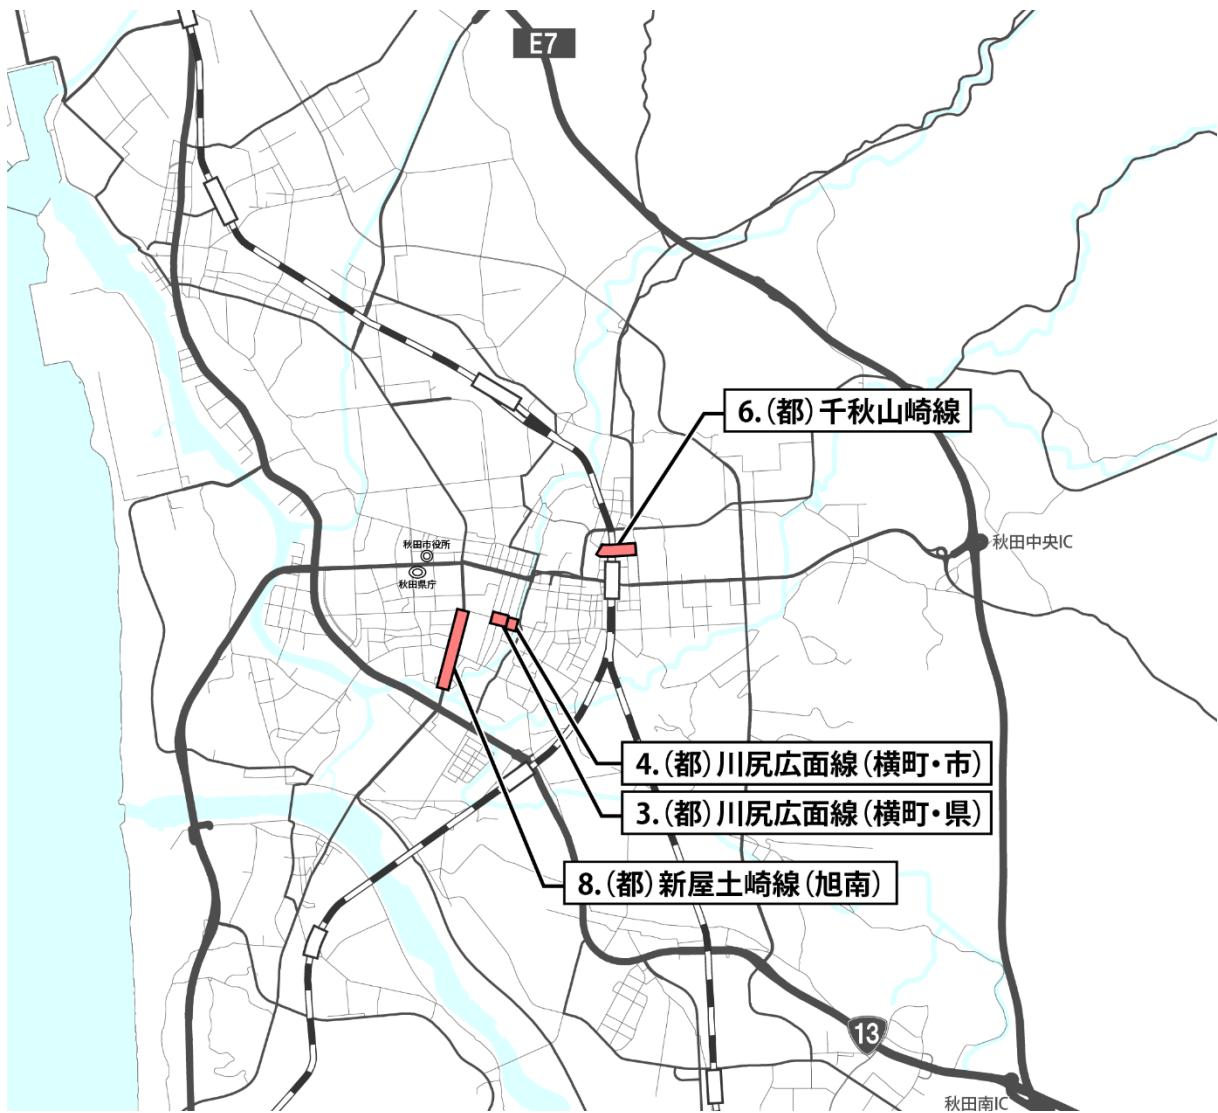 E7
6.(都)千秋山崎線
秋田市役所
秋田中央IC
秋田県庁
4.(都)川尻広面線(横町・市)
3.(都)川尻広面線(横町・県)
8.(都)新屋土崎線(旭南)
13
秋田南IC